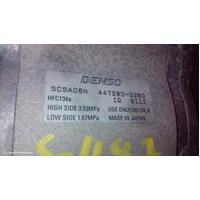 DENSO
SCSA08H 447280-3280
HFC134a 1Q 6112
HIGH SIDE 3.53MPa USE ONLY ND-OIL 8
LOW SIDE 1.67MPa MADE IN JAPAN